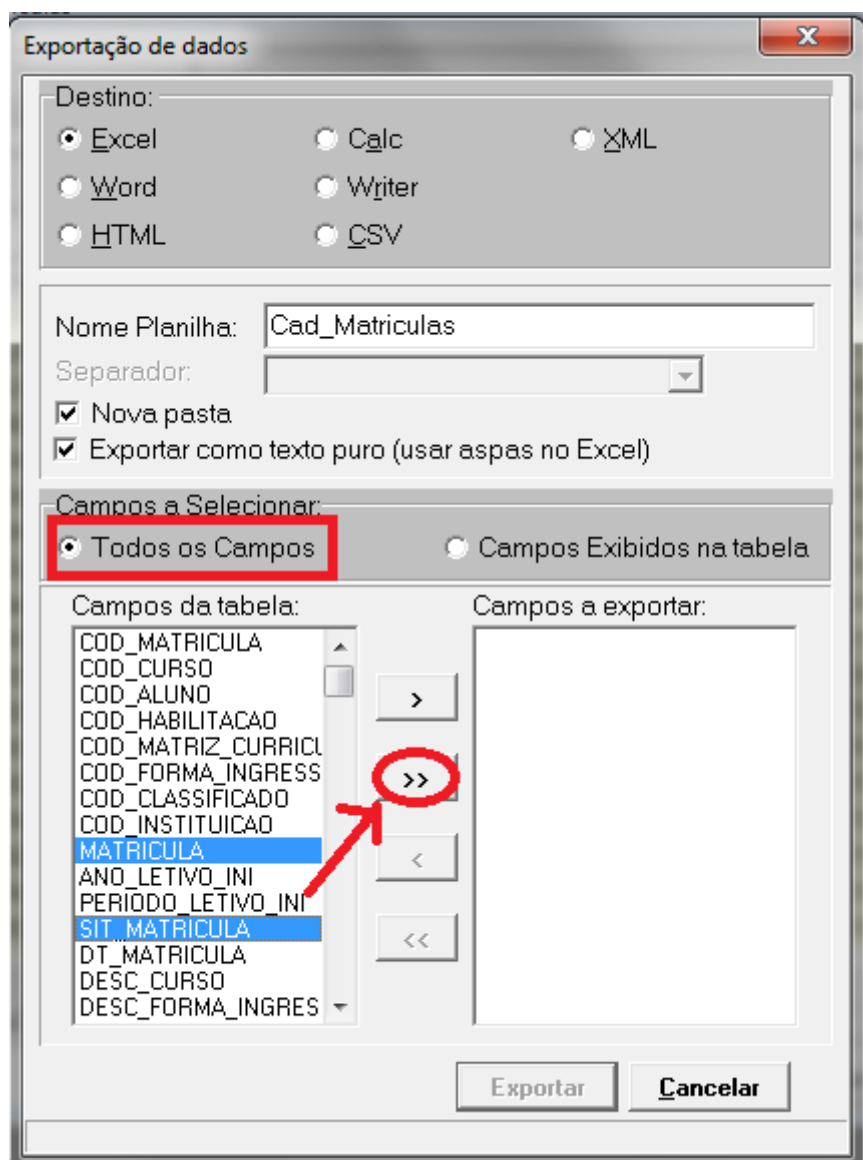 Exportação de dados
Destino:
Excel Calc XML
Word Writer
HTML CSV
Nome Planilha: Cad_Matriculas
Separador:
Nova pasta
Exportar como texto puro (usar aspas no Excel)
Campos a Selecionar:
Todos os Campos Campos Exibidos na tabela
Campos da tabela: Campos a exportar:
COD_MATRICULA
COD_CURSO
COD_ALUNO
COD_HABILITACAO
COD_MATRIZ_CURRICU
COD_FORMA_INGRESS
COD_CLASSIFICADO
COD_INSTITUICAO
MATRICULA
ANO_LETIVO_INI
PERIODO_LETIVO_INI
SIT_MATRICULA
DT_MATRICULA
DESC_CURSO
DESC_FORMA_INGRES
>
>>
<
<<
Exportar Cancelar